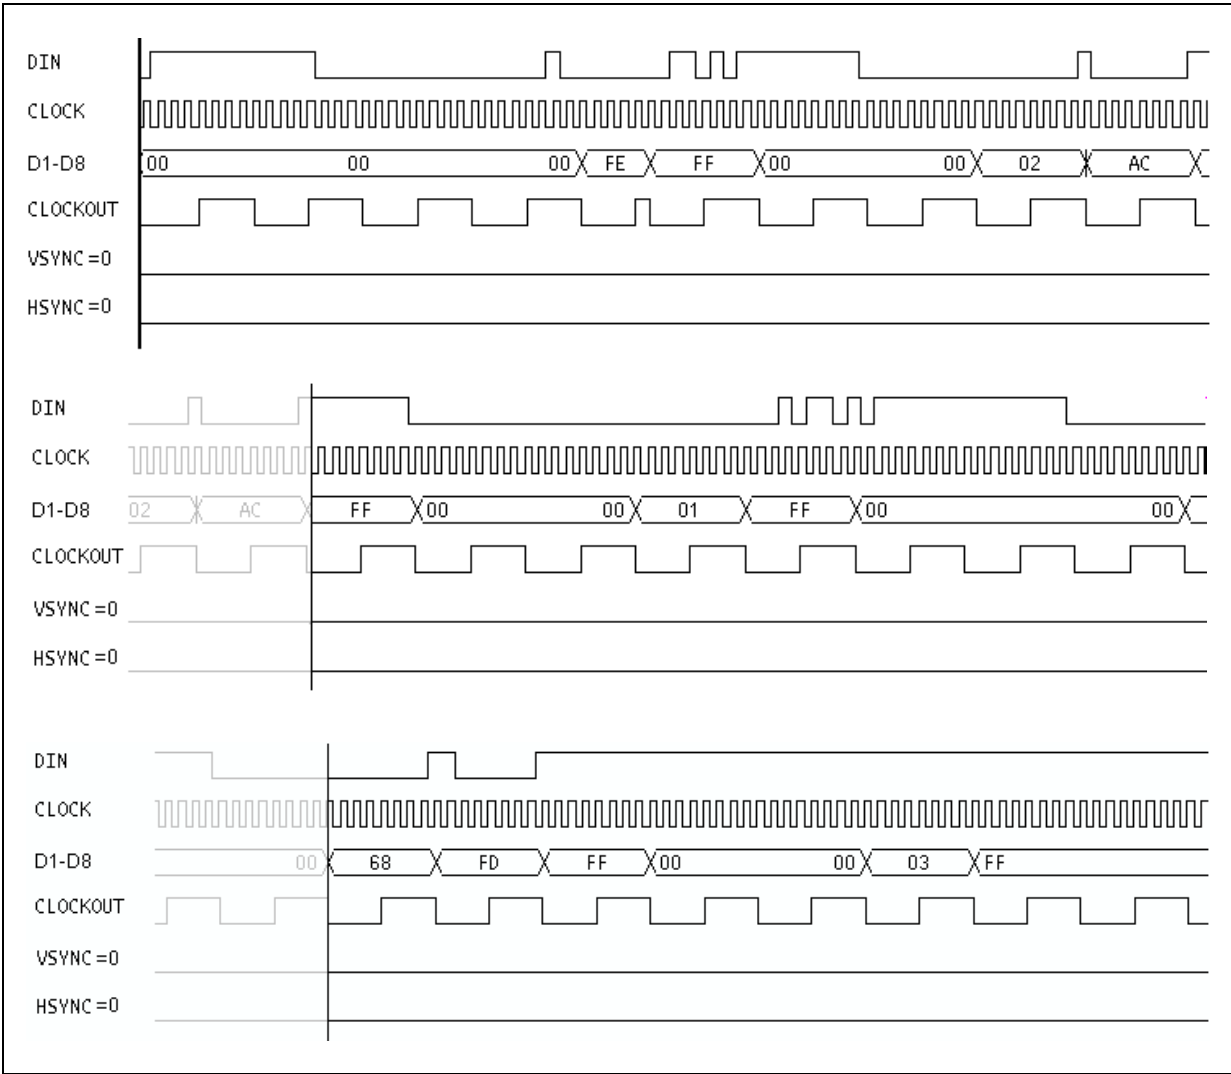 DIN
CLOCK
D1-D8 00 00 00 FE FF 00 00 02 AC
CLOCKOUT
VSYNC=0
HSYNC=0
DIN
CLOCK
D1-D8 02 AC FF 00 00 01 FF 00 00
CLOCKOUT
VSYNC=0
HSYNC=0
DIN
CLOCK
D1-D8 00 68 FD FF 00 00 03 FF
CLOCKOUT
VSYNC=0
HSYNC=0